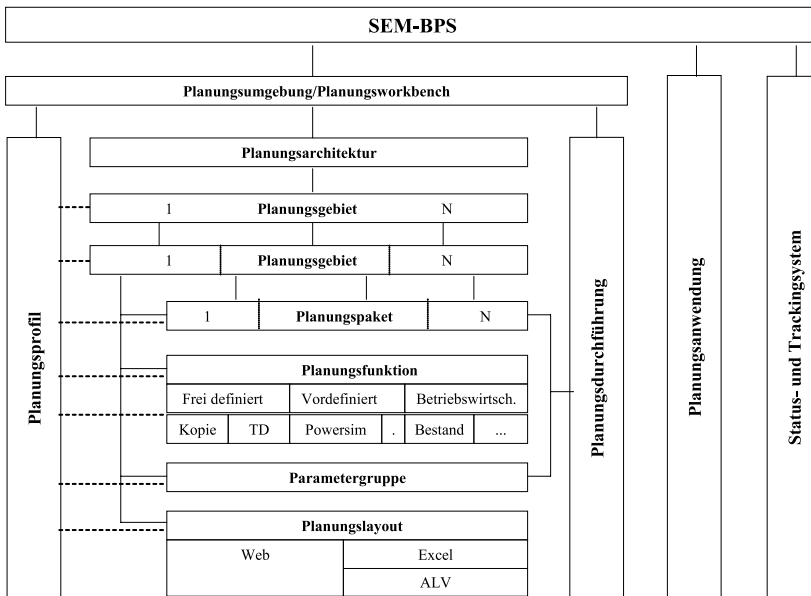 SEM-BPS
Planungsumgebung/Planungsworkbench
Planungsarchitektur
1 Planungsgebiet N
1 Planungsgebiet N
1 Planungspaket N
Planungsfunktion
Frei definiert Vordefiniert Betriebswirtsch.
Kopie TD Powersim . Bestand ...
Parametergruppe
Planungslayout
Web Excel
ALV
Planungsprofil
Planungsdurchführung
Planungsanwendung
Status- und Trackingsystem